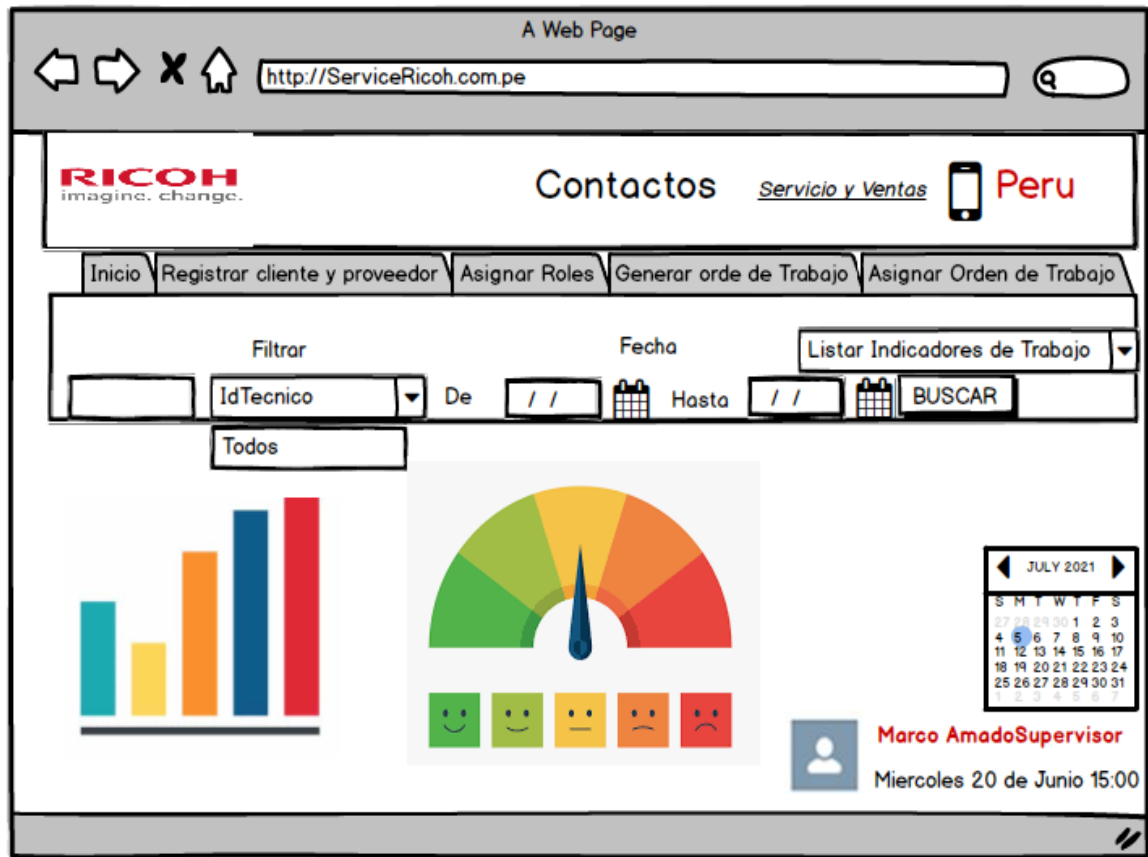 A Web Page
http://ServiceRicoh.com.pe
RICOH
imagine. change.
Contactos
Servicio y Ventas
Peru
Inicio
Registrar cliente y proveedor
Asignar Roles
Generar orde de Trabajo
Asignar Orden de Trabajo
Filtrar
Fecha
Listar Indicadores de Trabajo
IdTecnico
De
/ /
Hasta
/ /
BUSCAR
Todos
JULY 2021
S M T W T F S
27 28 29 30 1 2 3
4 5 6 7 8 9 10
11 12 13 14 15 16 17
18 19 20 21 22 23 24
25 26 27 28 29 30 31
1 2 3 4 5 6 7
Marco AmadoSupervisor
Miercoles 20 de Junio 15:00